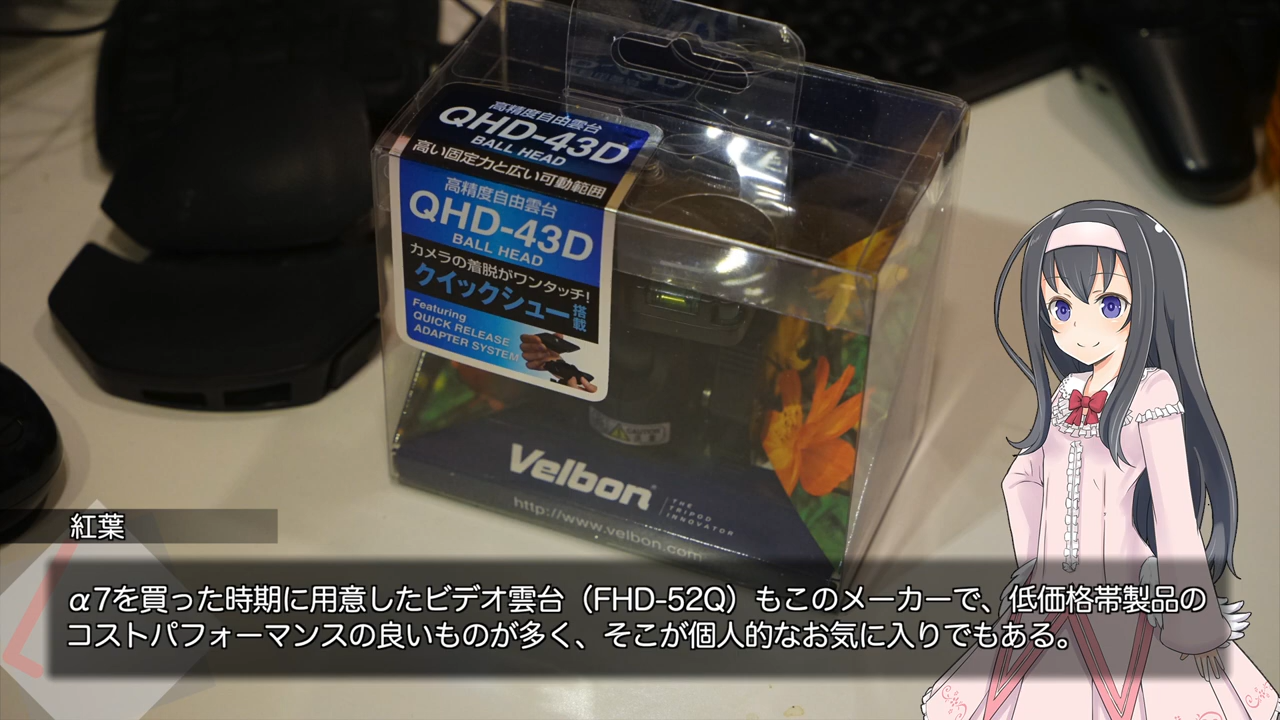 高精度自由雲台
QHD-43D
BALL HEAD
高い固定力と広い可動範囲
高精度自由雲台
QHD-43D
BALL HEAD
カメラの着脱がワンタッチ!
クイックシュー搭載
Featuring
QUICK RELEASE
ADAPTER SYSTEM
CAUTION
Velbon
THE
TRIPOD
INNOVATOR
http://www.velbon.com
紅葉
α7を買った時期に用意したビデオ雲台（FHD-52Q）もこのメーカーで、低価格帯製品の
コストパフォーマンスの良いものが多く、そこが個人的なお気に入りでもある。